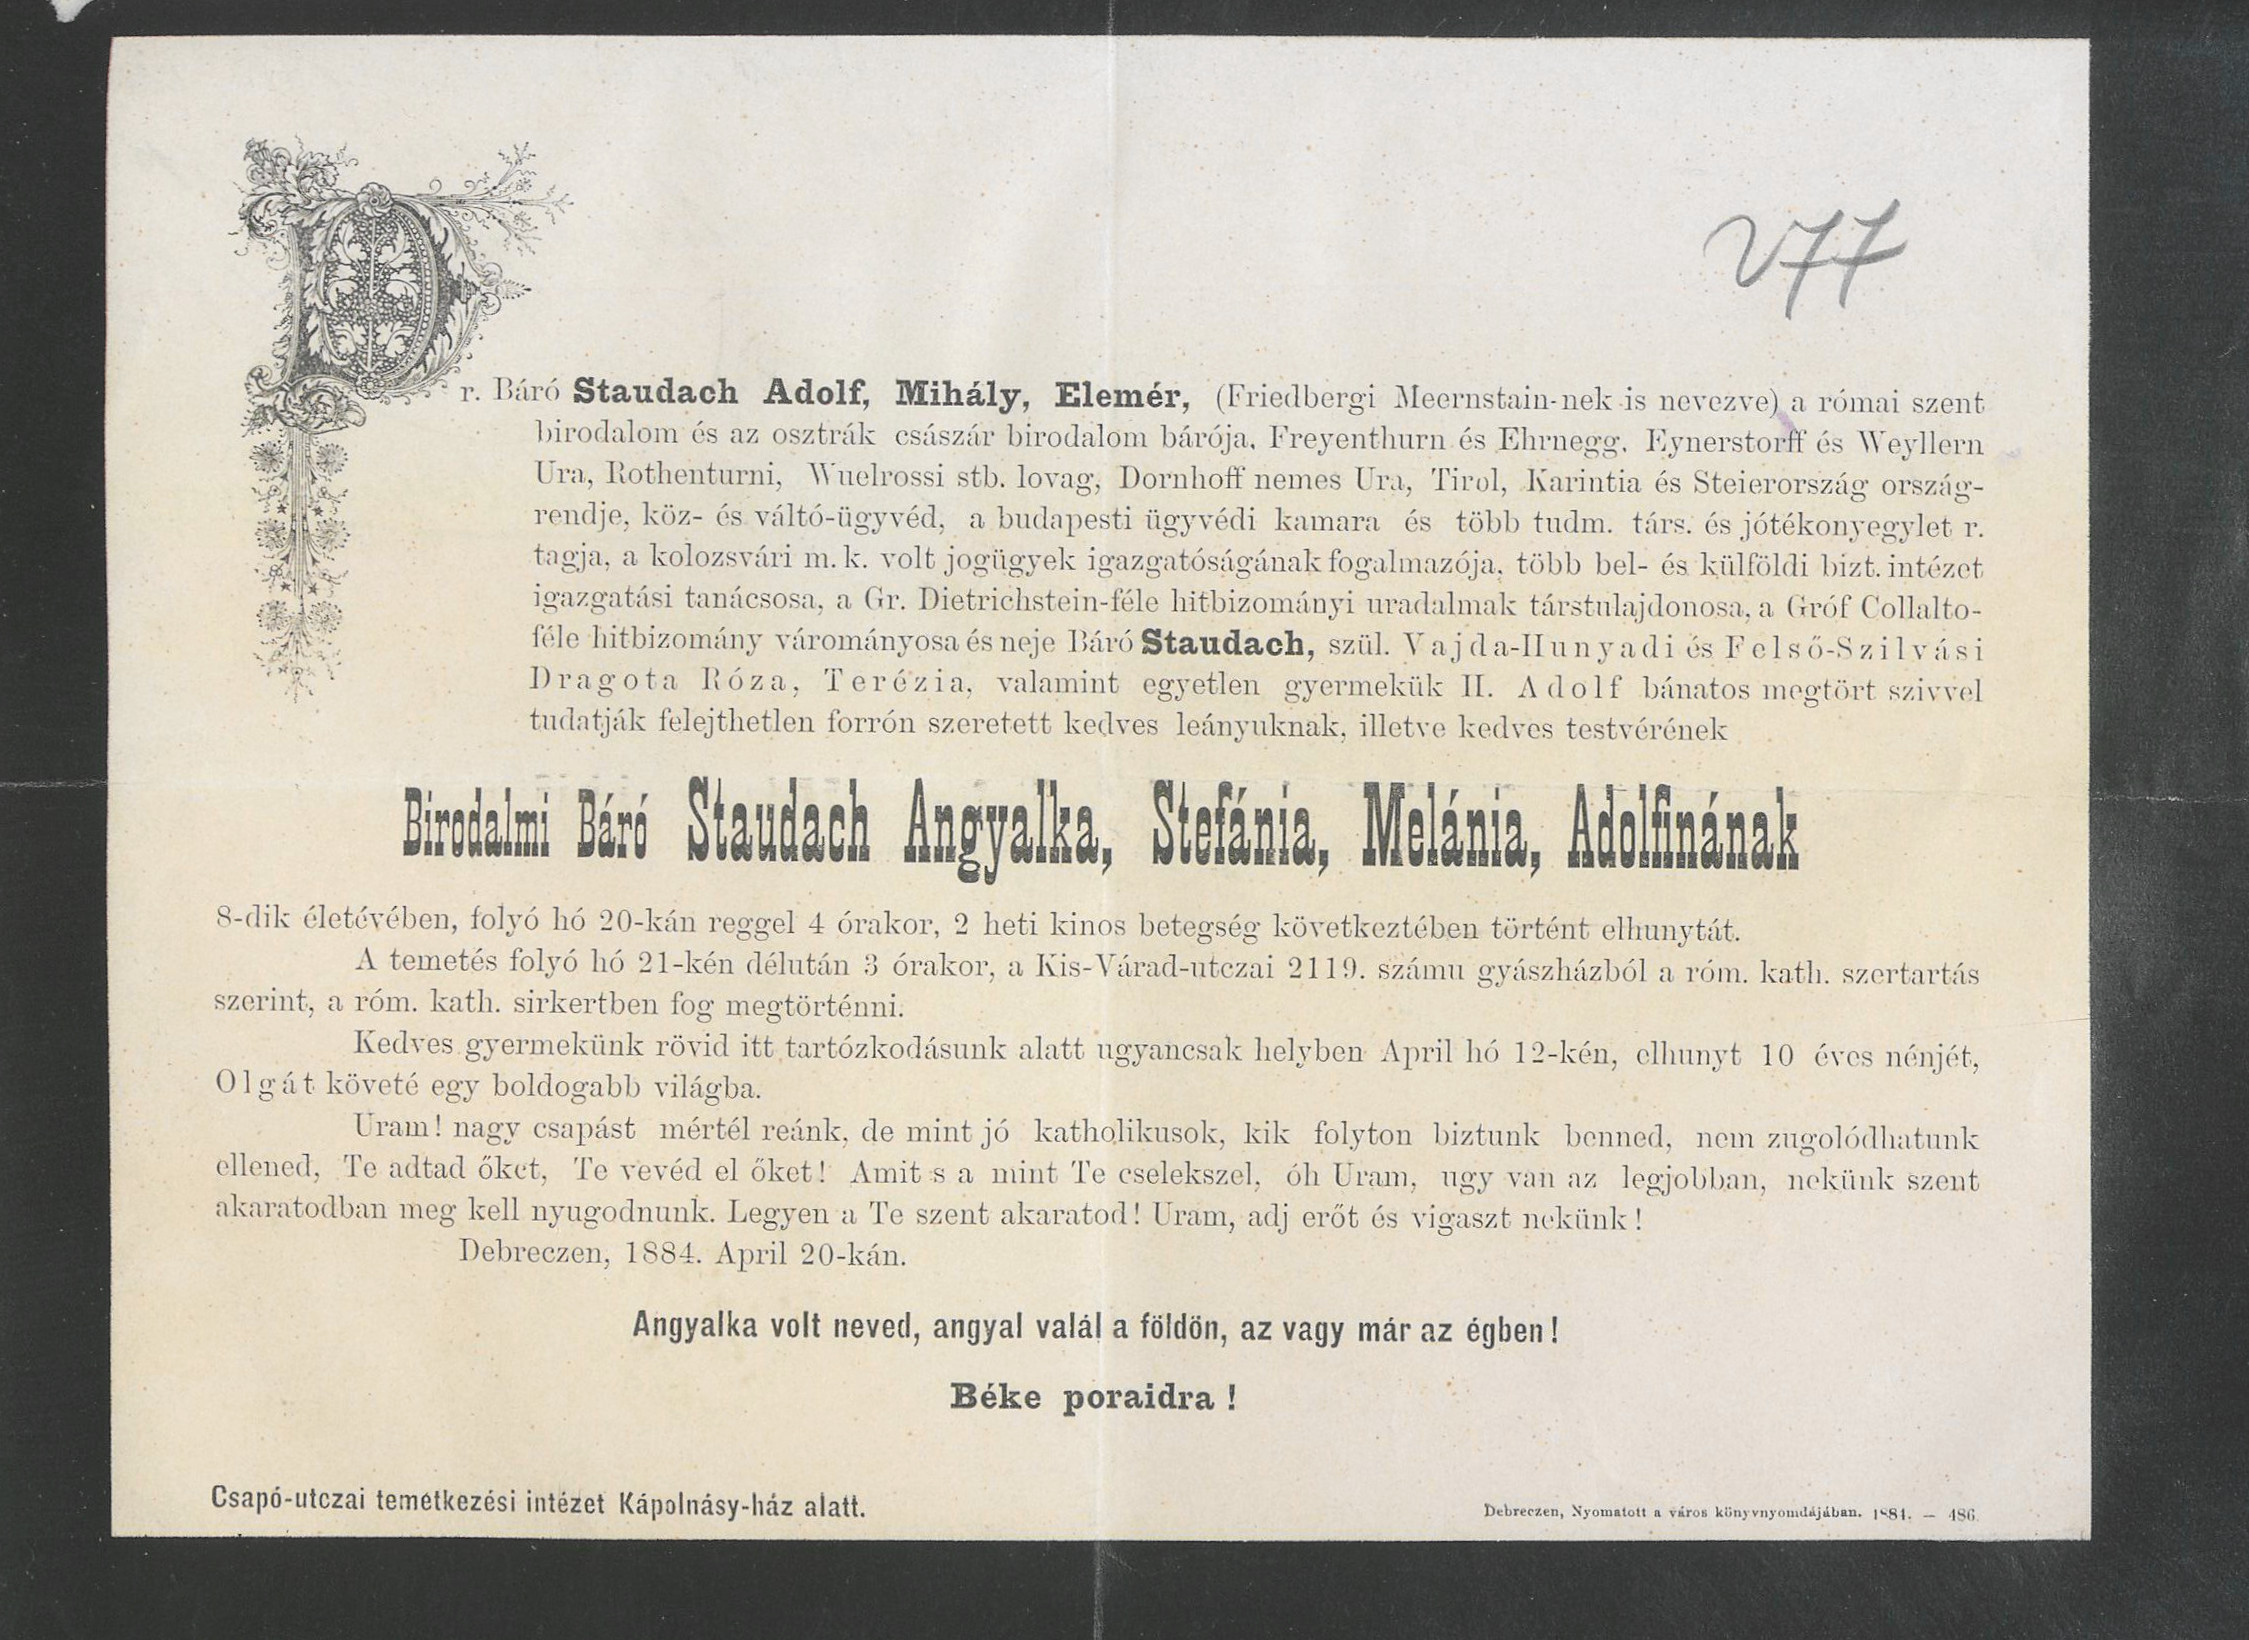 277
Dr. Báró Staudach Adolf, Mihály, Elemér, (Friedbergi Meernstain-nek is nevezve) a római szent
birodalom és az osztrák császár birodalom bárója, Freyenthurn és Ehrnegg, Eynerstorff és Weyllern
Ura, Rothenturni, Wuelrossi stb. lovag, Dornhoff nemes Ura, Tirol, Karintia és Steierország ország-
rendje, köz- és váltó-ügyvéd, a budapesti ügyvédi kamara és több tudm. társ. és jótékonyegylet r.
tagja, a kolozsvári m. k. volt jogügyek igazgatóságának fogalmazója, több bel- és külföldi bizt. intézet
igazgatási tanácsosa, a Gr. Dietrichstein-féle hitbizományi uradalmak társtulajdonosa, a Gróf Collalto-
féle hitbizomány várományosa és neje Báró Staudach, szül. Vajda-Hunyadi és Felső-Szilvási
Dragota Róza, Terézia, valamint egyetlen gyermekük II. Adolf bánatos megtört szivvel
tudatják felejthetlen forrón szeretett kedves leányuknak, illetve kedves testvérének
Birodalmi Báró Staudach Angyalka, Stefánia, Melánia, Adolfinának
8-dik életévében, folyó hó 20-kán reggel 4 órakor, 2 heti kinos betegség következtében történt elhunytát.
A temetés folyó hó 21-kén délután 3 órakor, a Kis-Várad-utczai 2119. számu gyászházból a róm. kath. szertartás
szerint, a róm. kath. sirkertben fog megtörténni.
Kedves gyermekünk rövid itt tartózkodásunk alatt ugyancsak helyben April hó 12-kén, elhunyt 10 éves nénjét,
Olgát követé egy boldogabb világba.
Uram! nagy csapást mértél reánk, de mint jó katholikusok, kik folyton biztunk benned, nem zugolódhatunk
ellened, Te adtad őket, Te vevéd el őket! Amit s a mint Te cselekszel, óh Uram, ugy van az legjobban, nekünk szent
akaratodban meg kell nyugodnunk. Legyen a Te szent akaratod! Uram, adj erőt és vigaszt nekünk!
Debreczen, 1884. April 20-kán.
Angyalka volt neved, angyal valál a földön, az vagy már az égben!
Béke poraidra!
Csapó-utczai temetkezési intézet Kápolnásy-ház alatt.
Debreczen, Nyomatott a város könyvnyomdájában. 1884. — 486